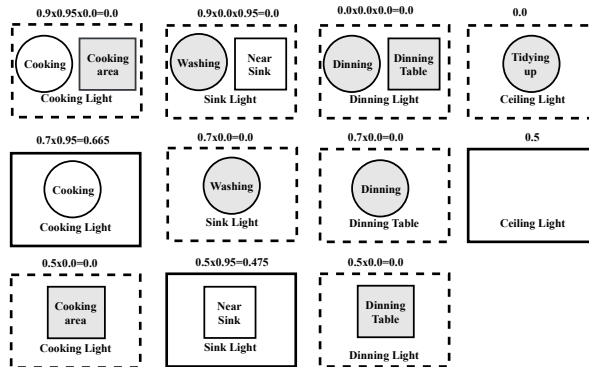 0.9x0.95x0.0=0.0
Cooking
Cooking
area
Cooking Light
0.9x0.0x0.95=0.0
Washing
Near
Sink
Sink Light
0.0x0.0x0.0=0.0
Dinning
Dinning
Table
Dinning Light
0.0
Tidying
up
Ceiling Light
0.7x0.95=0.665
Cooking
Cooking Light
0.7x0.0=0.0
Washing
Sink Light
0.7x0.0=0.0
Dinning
Dinning Table
0.5
Ceiling Light
0.5x0.0=0.0
Cooking
area
Cooking Light
0.5x0.95=0.475
Near
Sink
Sink Light
0.5x0.0=0.0
Dinning
Table
Dinning Light